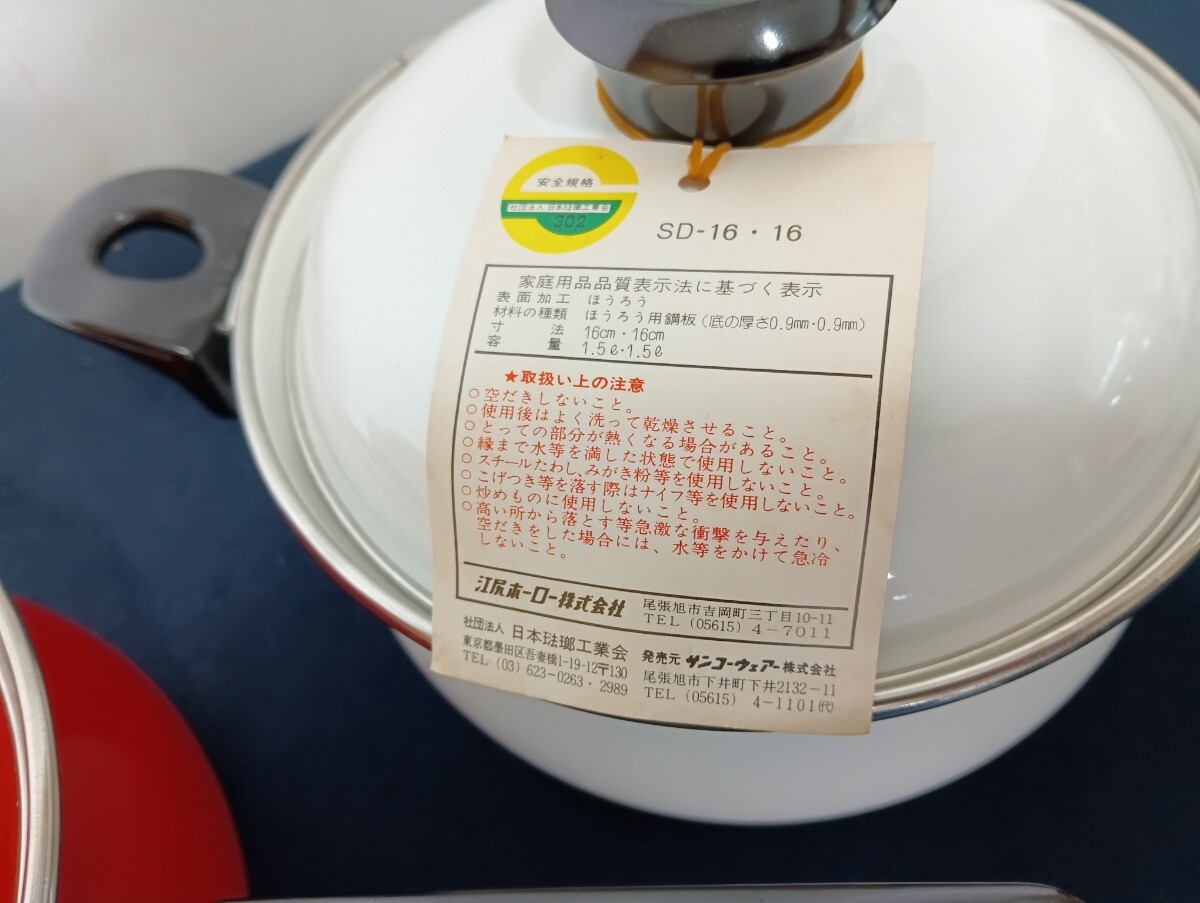 安全規格
社団法人 日本琺瑯工業会
302
SD-16・16
家庭用品品質表示法に基づく表示
表面加工 ほうろう
材料の種類 ほうろう用鋼板(底の厚さ0.9mm・0.9mm)
寸法 16cm・16cm
容量 1.5ℓ・1.5ℓ
★取扱い上の注意
○空だきしないこと。
○使用後はよく洗って乾燥させること。
○とっての部分が熱くなる場合があること。
○縁まで水等を満した状態で使用しないこと。
○スチールたわし、みがき粉等を使用しないこと。
○こげつき等を落す際はナイフ等を使用しないこと。
○炒めものに使用しないこと。
○高い所から落とす等急激な衝撃を与えたり、
空だきをした場合には、水等をかけて急冷
しないこと。
江尻ホーロー株式会社
尾張旭市吉岡町三丁目10-11
TEL (05615) 4-7011
社団法人 日本琺瑯工業会
東京都墨田区吾妻橋1-19-12〒130
TEL (03) 623-0263・2989
発売元 サンコーウェアー株式会社
尾張旭市下井町下井2132-11
TEL (05615) 4-1101(代)